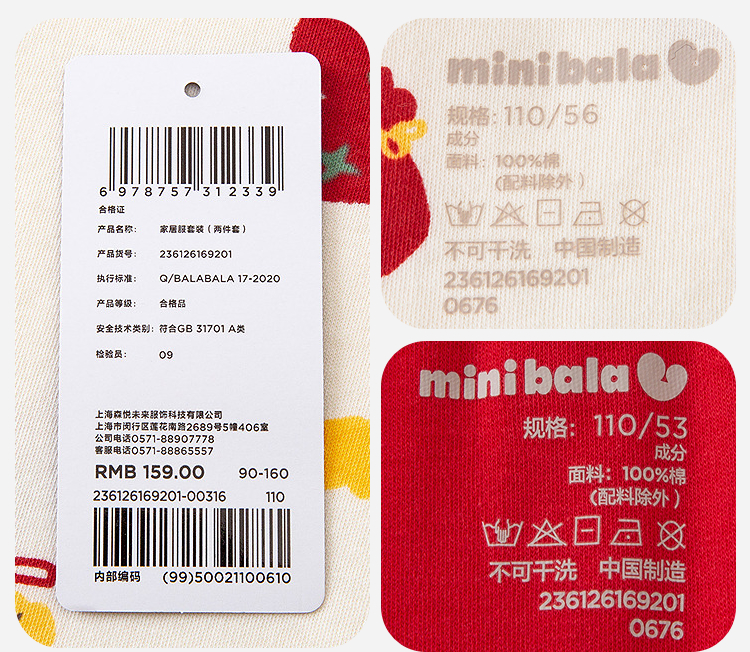 6 978757 312339
合格证
产品名称: 家居服套装（两件套）
产品货号: 236126169201
执行标准: Q/BALABALA 17-2020
产品等级: 合格品
安全技术类别: 符合GB 31701 A类
检验员: 09
上海森悦未来服饰科技有限公司
上海市闵行区莲花南路2689号5幢406室
公司电话0571-88907778
客服电话0571-88865557
RMB 159.00 90-160
236126169201-00316 110
内部编码 (99)50021100610
mini bala
规格: 110/56
成分
面料: 100%棉
(配料除外)
不可干洗 中国制造
236126169201
0676
mini bala
规格: 110/53
成分
面料: 100%棉
(配料除外)
不可干洗 中国制造
236126169201
0676